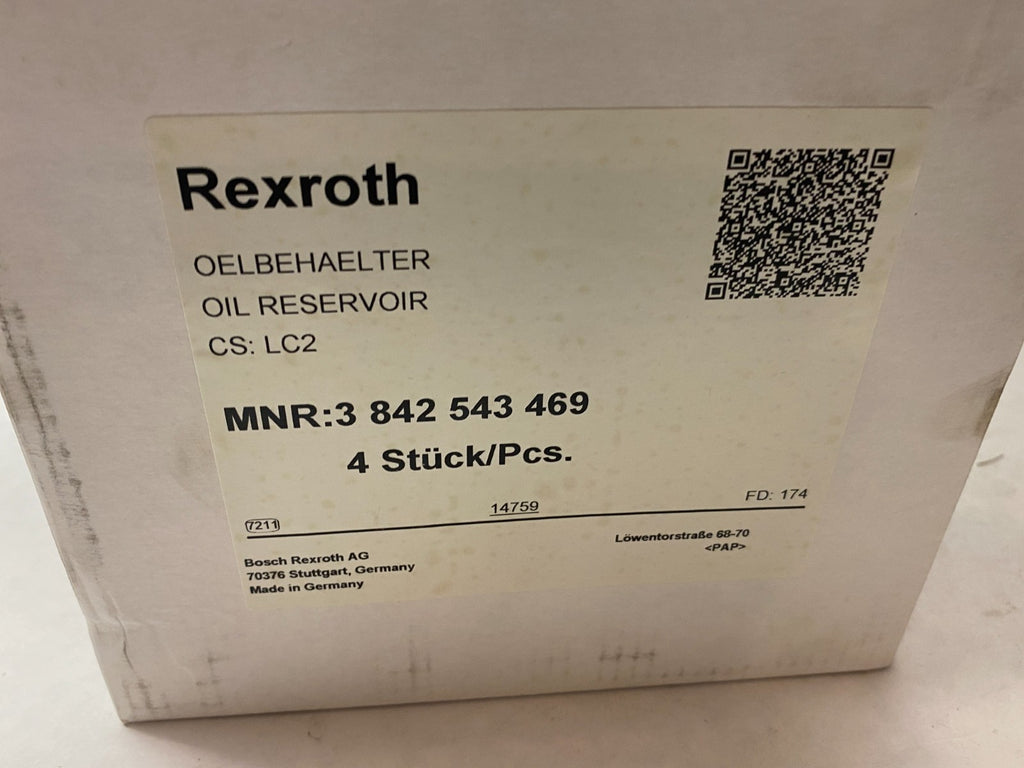 Rexroth
OELBEHAELTER
OIL RESERVOIR
CS: LC2
MNR:3 842 543 469
4 Stück/Pcs.
7211 14759 FD: 174
Bosch Rexroth AG Löwentorstraße 68-70
70376 Stuttgart, Germany <PAP>
Made in Germany